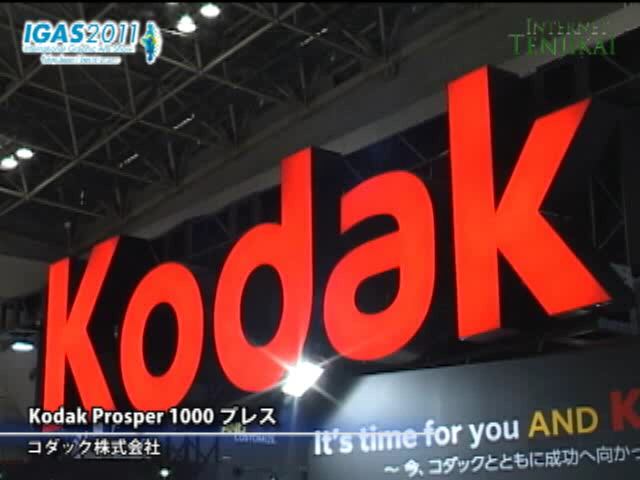 IGAS2011
INTERNET
TENJIKAI
Kodak
Kodak Prosper 1000 プレス
コダック株式会社
AND
CUSTOMIZE
It's time for you AND K
～今、コダックとともに成功へ向かっ